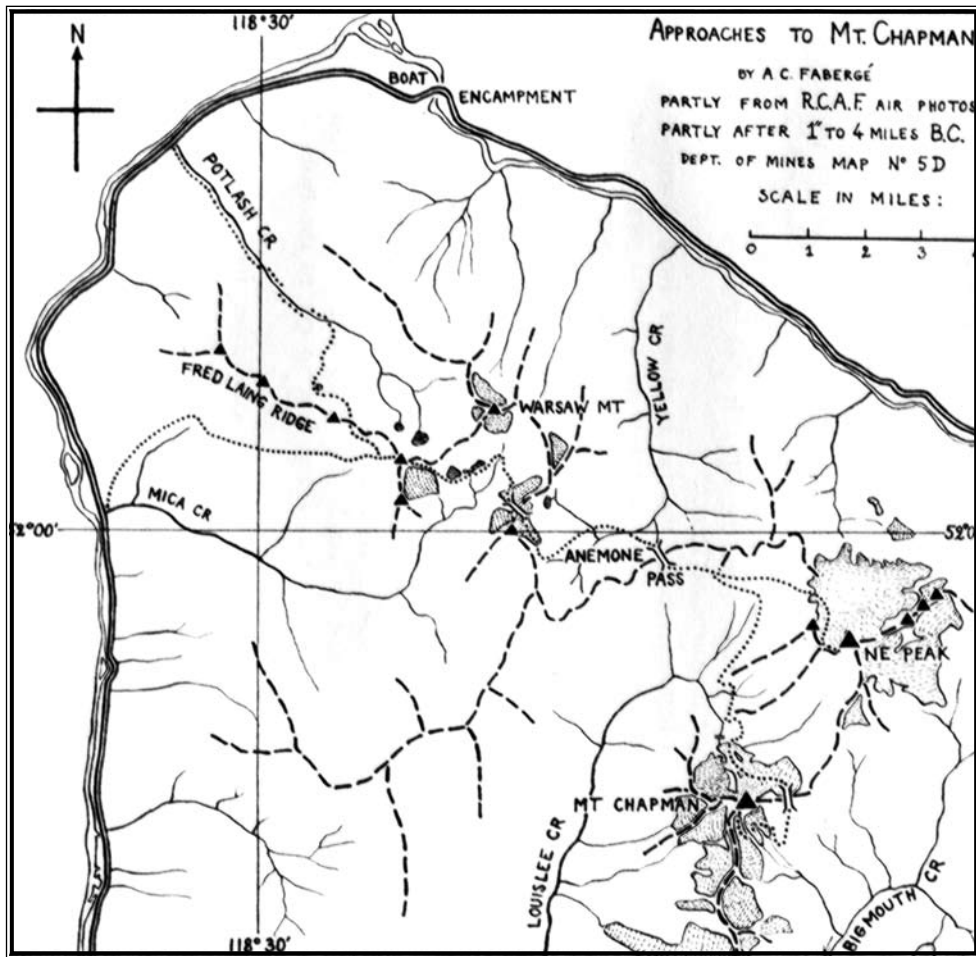 118° 30'
N
APPROACHES TO MT. CHAPMAN
BY A C. FABERGÉ
PARTLY FROM R.C.A.F. AIR PHOTOS
PARTLY AFTER 1" TO 4 MILES B.C.
DEPT. OF MINES MAP Nº 5D
SCALE IN MILES:
0 1 2 3
BOAT
ENCAMPMENT
POTLASH CR
YELLOW CR
FRED LAING RIDGE
WARSAW MT
MICA CR
52°00'
ANEMONE
PASS
NE PEAK
MT CHAPMAN
LOUISLEE CR
BIGMOUTH CR
118° 30'